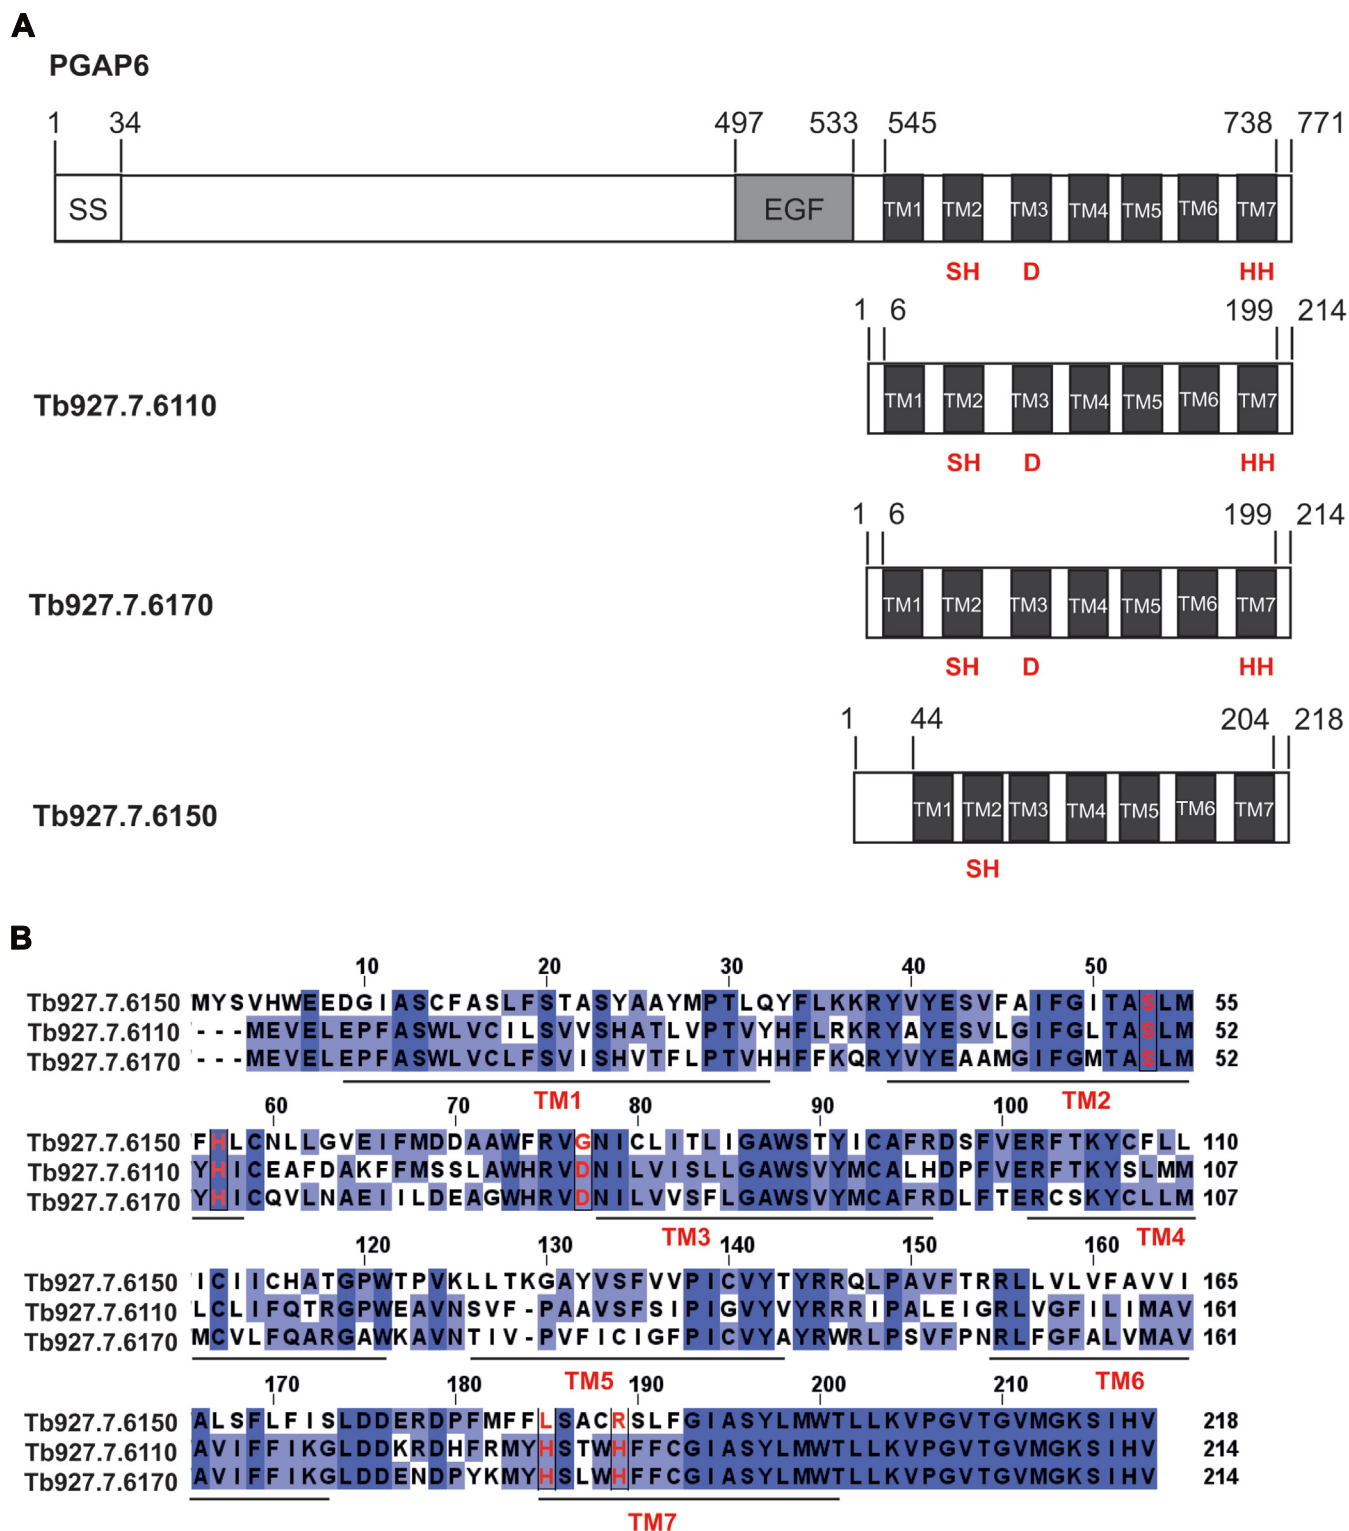 A
PGAP6
1 34 497 533 545 738 771
SS EGF TM1 TM2 TM3 TM4 TM5 TM6 TM7
SH D HH
1 6 199 214
Tb927.7.6110 TM1 TM2 TM3 TM4 TM5 TM6 TM7
SH D HH
1 6 199 214
Tb927.7.6170 TM1 TM2 TM3 TM4 TM5 TM6 TM7
SH D HH
1 44 204 218
Tb927.7.6150 TM1 TM2 TM3 TM4 TM5 TM6 TM7
SH
B
10 20 30 40 50
Tb927.7.6150 MYSVHWEEDGIASCFASLFSTASYAAYMPTLQYFLKKRYVYESVFAIFGITASLM 55
Tb927.7.6110 ---MEVELEPFASWLVCILSVVSHATLVPTVYHFLRKRYAYESVLGIFGLTASLM 52
Tb927.7.6170 ---MEVELEPFASWLVCLFSVISHVTFLPTVHHFFKQRYVYEAAMGIFGMTASLM 52
TM1 TM2
60 70 80 90 100
Tb927.7.6150 FHLCNLLGVEIFMDDAAWFRVGNICLITLIGAWSTYICAFRDSFVERFTKYCFLL 110
Tb927.7.6110 YHICEAFDAKFFMSSLAWHRVDNILVISLLGAWSVYMCALHDPFVERFTKYSLMM 107
Tb927.7.6170 YHICQVLNAEIILDEAGWHRVDNILVVSFLGAWSVYMCAFRDLFTERCSKYCLLM 107
TM3 TM4
120 130 140 150 160
Tb927.7.6150 ICIICHATGPWTPVKLLTKGAYVSFVVPICVYTYRRQLPAVFTRRLLVLVFAVVI 165
Tb927.7.6110 LCLIFQTRGPWEAVNSVF-PAAVSFSIPIGVYVYRRRIPALEIGRLVGFILIMAV 161
Tb927.7.6170 MCVLFQARGAWKAVNTIV-PVFICIGFPICVYAYRWRLPSVFPNRLFGFALVMAV 161
TM5 TM6
170 180 190 200 210
Tb927.7.6150 ALSFLFISLDDERDPFMFFLSACRSLFGIASYLMWTLLKVPGVTGVMGKSIHV 218
Tb927.7.6110 AVIFFIKGLDDKRDHFRMYHSTWHFFCGIASYLMWTLLKVPGVTGVMGKSIHV 214
Tb927.7.6170 AVIFFIKGLDDENDPYKMYHSLWHFFCGIASYLMWTLLKVPGVTGVMGKSIHV 214
TM7